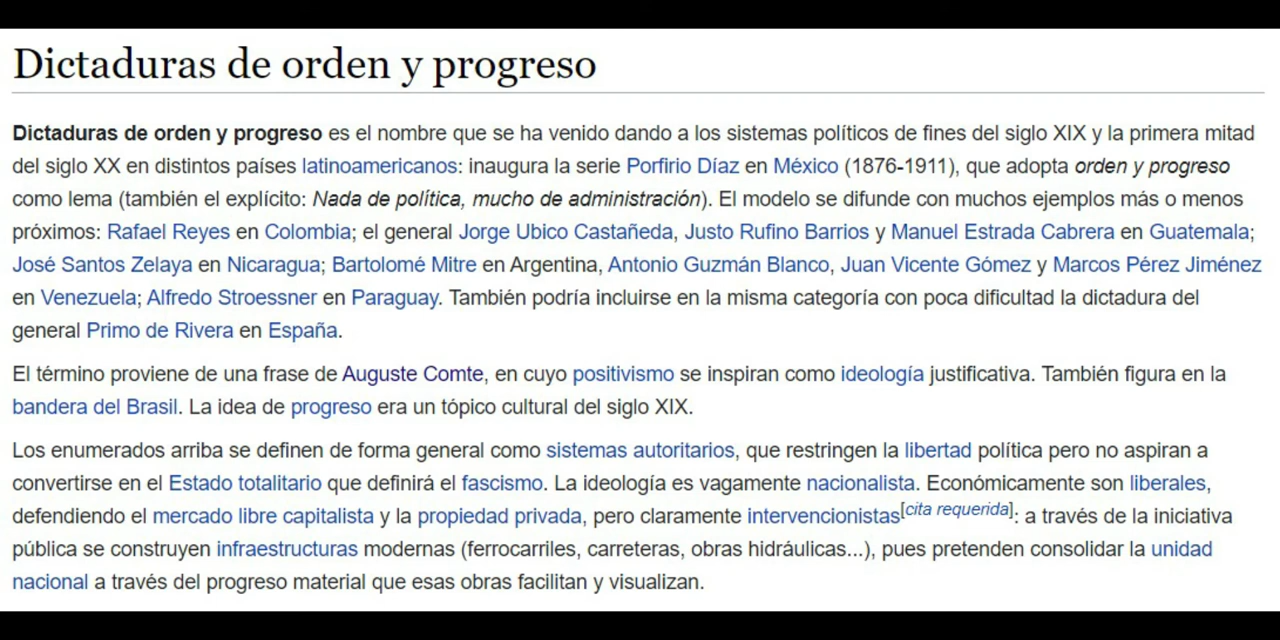 Dictaduras de orden y progreso
Dictaduras de orden y progreso es el nombre que se ha venido dando a los sistemas políticos de fines del siglo XIX y la primera mitad
del siglo XX en distintos países latinoamericanos: inaugura la serie Porfirio Díaz en México (1876-1911), que adopta orden y progreso
como lema (también el explícito: Nada de política, mucho de administración). El modelo se difunde con muchos ejemplos más o menos
próximos: Rafael Reyes en Colombia; el general Jorge Ubico Castañeda, Justo Rufino Barrios y Manuel Estrada Cabrera en Guatemala;
José Santos Zelaya en Nicaragua; Bartolomé Mitre en Argentina, Antonio Guzmán Blanco, Juan Vicente Gómez y Marcos Pérez Jiménez
en Venezuela; Alfredo Stroessner en Paraguay. También podría incluirse en la misma categoría con poca dificultad la dictadura del
general Primo de Rivera en España.
El término proviene de una frase de Auguste Comte, en cuyo positivismo se inspiran como ideología justificativa. También figura en la
bandera del Brasil. La idea de progreso era un tópico cultural del siglo XIX.
Los enumerados arriba se definen de forma general como sistemas autoritarios, que restringen la libertad política pero no aspiran a
convertirse en el Estado totalitario que definirá el fascismo. La ideología es vagamente nacionalista. Económicamente son liberales,
defendiendo el mercado libre capitalista y la propiedad privada, pero claramente intervencionistas[cita requerida]: a través de la iniciativa
pública se construyen infraestructuras modernas (ferrocarriles, carreteras, obras hidráulicas...), pues pretenden consolidar la unidad
nacional a través del progreso material que esas obras facilitan y visualizan.